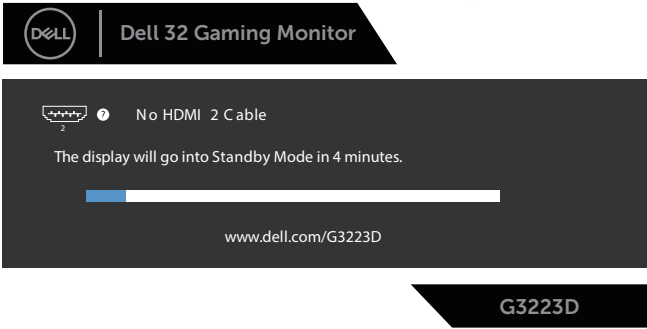 DELL
Dell 32 Gaming Monitor
? No HDMI 2 Cable
2
The display will go into Standby Mode in 4 minutes.
www.dell.com/G3223D
G3223D